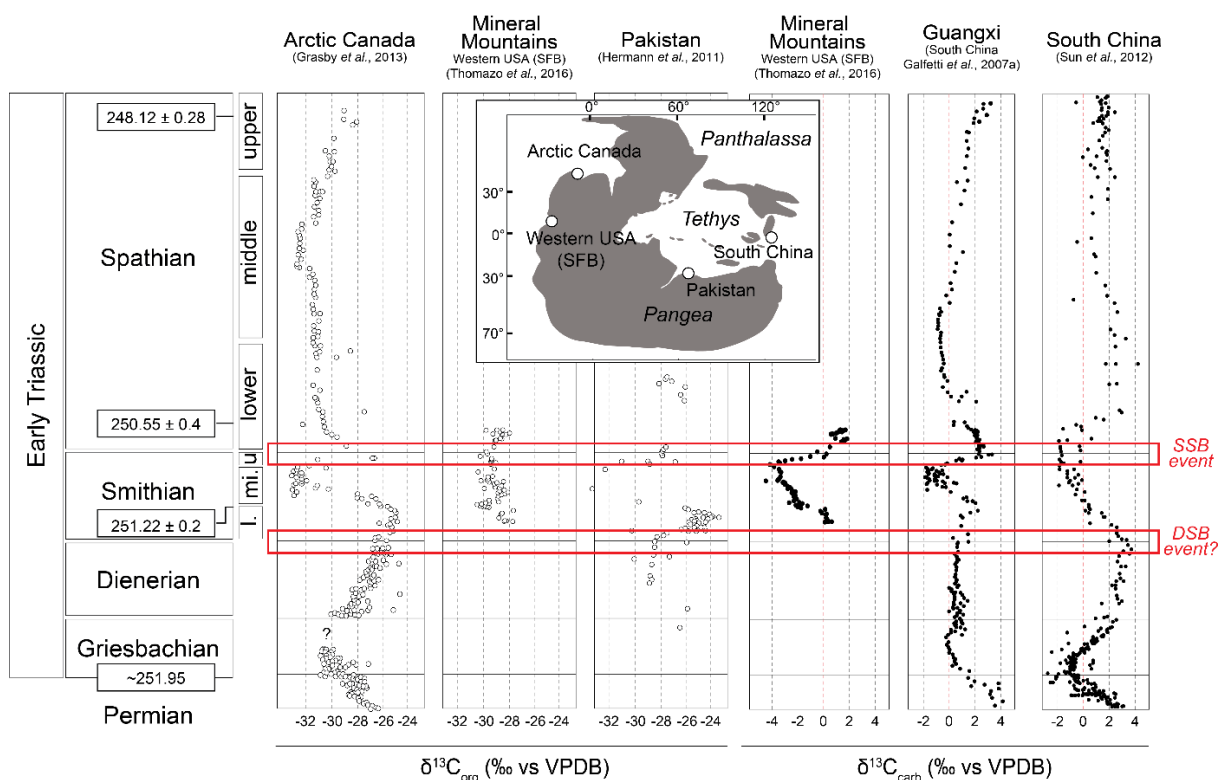 Arctic Canada
(Grasby et al., 2013)
Mineral
Mountains
Western USA (SFB)
(Thomazo et al., 2016)
Pakistan
(Hermann et al., 2011)
Mineral
Mountains
Western USA (SFB)
(Thomazo et al., 2016)
Guangxi
(South China
Galfetti et al., 2007a)
South China
(Sun et al., 2012)
Early Triassic
248.12 ± 0.28
Spathian
250.55 ± 0.4
Smithian
251.22 ± 0.2
Dienerian
Griesbachian
~251.95
Permian
upper
middle
lower
u
mi.
l.
?
0° 60° 120°
30°
0°
30°
70°
Panthalassa
Arctic Canada
Tethys
Western USA
(SFB)
South China
Pakistan
Pangea
SSB
event
DSB
event?
-32 -30 -28 -26 -24
-32 -30 -28 -26 -24
-32 -30 -28 -26 -24
-4 -2 0 2 4
-2 0 2 4
-2 0 2 4
δ¹³Corg (‰ vs VPDB)
δ¹³Ccarb (‰ vs VPDB)